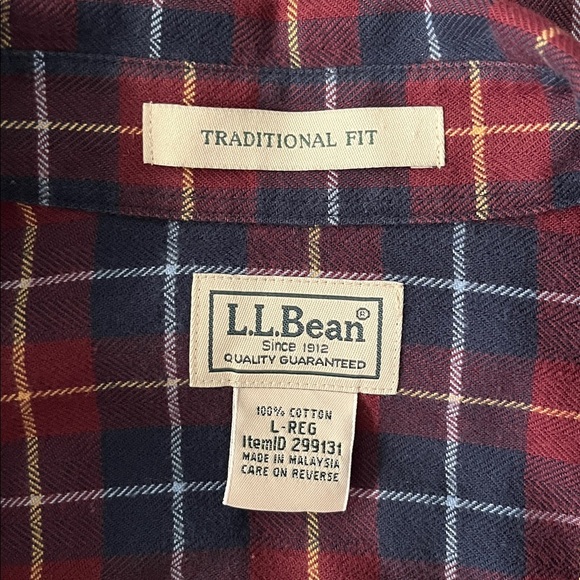 TRADITIONAL FIT
L.L.Bean®
Since 1912
QUALITY GUARANTEED
100% COTTON
L-REG
ItemID 299131
MADE IN MALAYSIA
CARE ON REVERSE